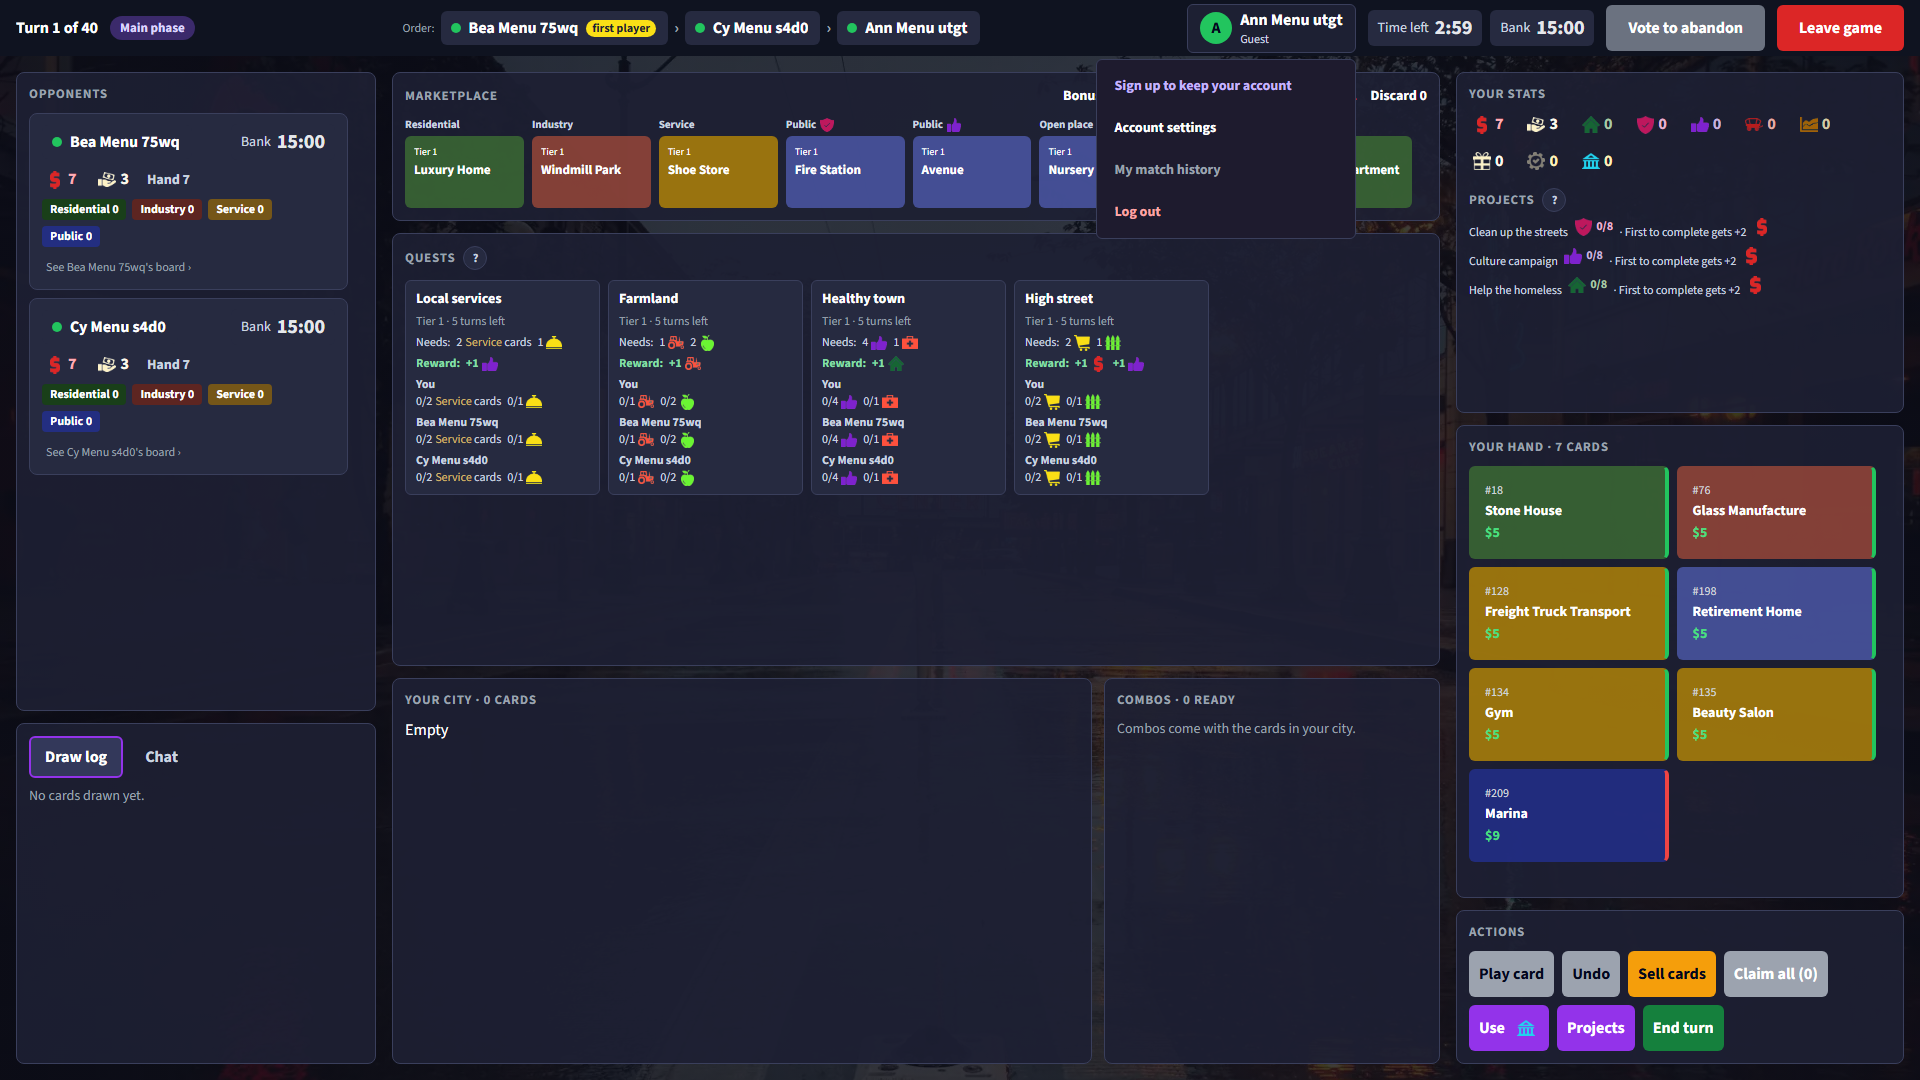 Turn 1 of 40 Main phase
Order: Bea Menu 75wq first player › Cy Menu s4d0 › Ann Menu utgt
A Ann Menu utgt
Guest
Time left 2:59
Bank 15:00
Vote to abandon
Leave game
Sign up to keep your account
Account settings
My match history
Log out
OPPONENTS
Bea Menu 75wq Bank 15:00
7 3 Hand 7
Residential 0 Industry 0 Service 0
Public 0
See Bea Menu 75wq's board ›
Cy Menu s4d0 Bank 15:00
7 3 Hand 7
Residential 0 Industry 0 Service 0
Public 0
See Cy Menu s4d0's board ›
Draw log Chat
No cards drawn yet.
MARKETPLACE
Discard 0
Residential Industry Service Public Public Open place
Tier 1 Tier 1 Tier 1 Tier 1 Tier 1 Tier 1
Luxury Home Windmill Park Shoe Store Fire Station Avenue Nursery
QUESTS ?
Local services
Tier 1 · 5 turns left
Needs: 2 Service cards 1
Reward: +1
You
0/2 Service cards 0/1
Bea Menu 75wq
0/2 Service cards 0/1
Cy Menu s4d0
0/2 Service cards 0/1
Farmland
Tier 1 · 5 turns left
Needs: 1 2
Reward: +1
You
0/1 0/2
Bea Menu 75wq
0/1 0/2
Cy Menu s4d0
0/1 0/2
Healthy town
Tier 1 · 5 turns left
Needs: 4 1
Reward: +1
You
0/4 0/1
Bea Menu 75wq
0/4 0/1
Cy Menu s4d0
0/4 0/1
High street
Tier 1 · 5 turns left
Needs: 2 1
Reward: +1 +1
You
0/2 0/1
Bea Menu 75wq
0/2 0/1
Cy Menu s4d0
0/2 0/1
YOUR CITY · 0 CARDS
Empty
COMBOS · 0 READY
Combos come with the cards in your city.
YOUR STATS
7 3 0 0 0 0 0
0 0 0
PROJECTS ?
Clean up the streets 0/8 · First to complete gets +2
Culture campaign 0/8 · First to complete gets +2
Help the homeless 0/8 · First to complete gets +2
YOUR HAND · 7 CARDS
#18
Stone House
$5
#76
Glass Manufacture
$5
#128
Freight Truck Transport
$5
#198
Retirement Home
$5
#134
Gym
$5
#135
Beauty Salon
$5
#209
Marina
$9
ACTIONS
Play card Undo Sell cards Claim all (0)
Use Projects End turn